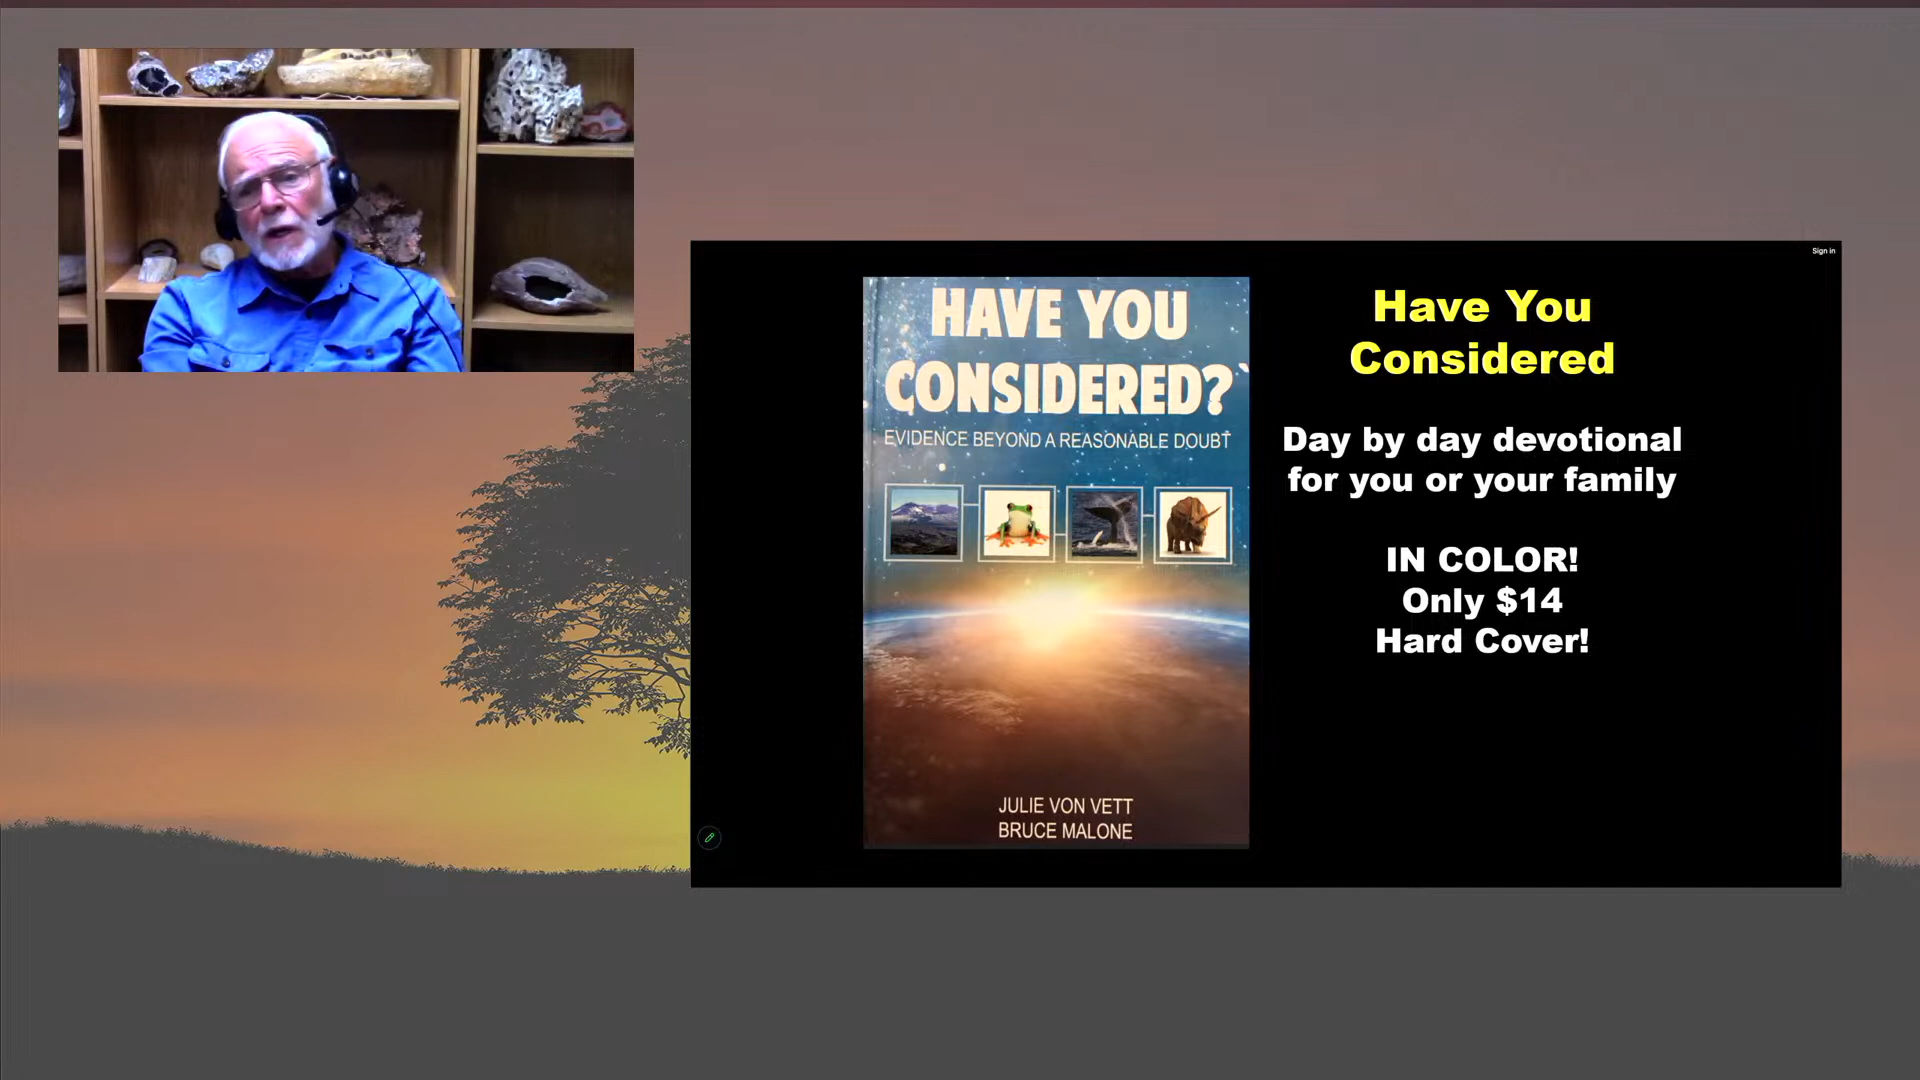 Sign in
HAVE YOU
CONSIDERED?
EVIDENCE BEYOND A REASONABLE DOUBT
JULIE VON VETT
BRUCE MALONE
Have You
Considered
Day by day devotional
for you or your family
IN COLOR!
Only $14
Hard Cover!